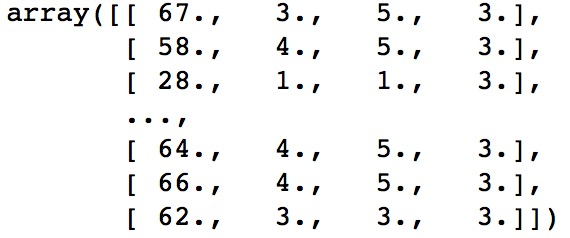 array([[ 67.,   3.,   5.,   3.],
       [ 58.,   4.,   5.,   3.],
       [ 28.,   1.,   1.,   3.],
       ...,
       [ 64.,   4.,   5.,   3.],
       [ 66.,   4.,   5.,   3.],
       [ 62.,   3.,   3.,   3.]])